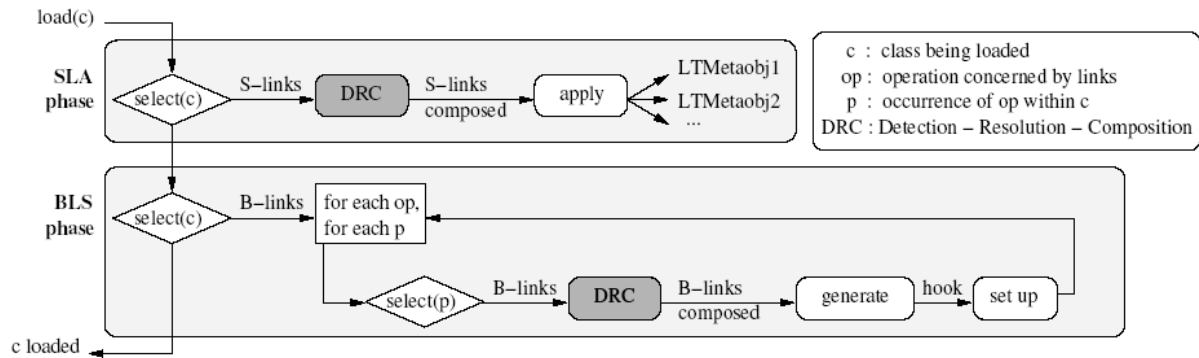 load(c)
SLA
phase
select(c)
S–links
DRC
S–links
composed
apply
LTMetaobj1
LTMetaobj2
...
c : class being loaded
op : operation concerned by links
p : occurrence of op within c
DRC : Detection – Resolution – Composition
BLS
phase
select(c)
B–links
for each op,
for each p
select(p)
B–links
DRC
B–links
composed
generate
hook
set up
c loaded